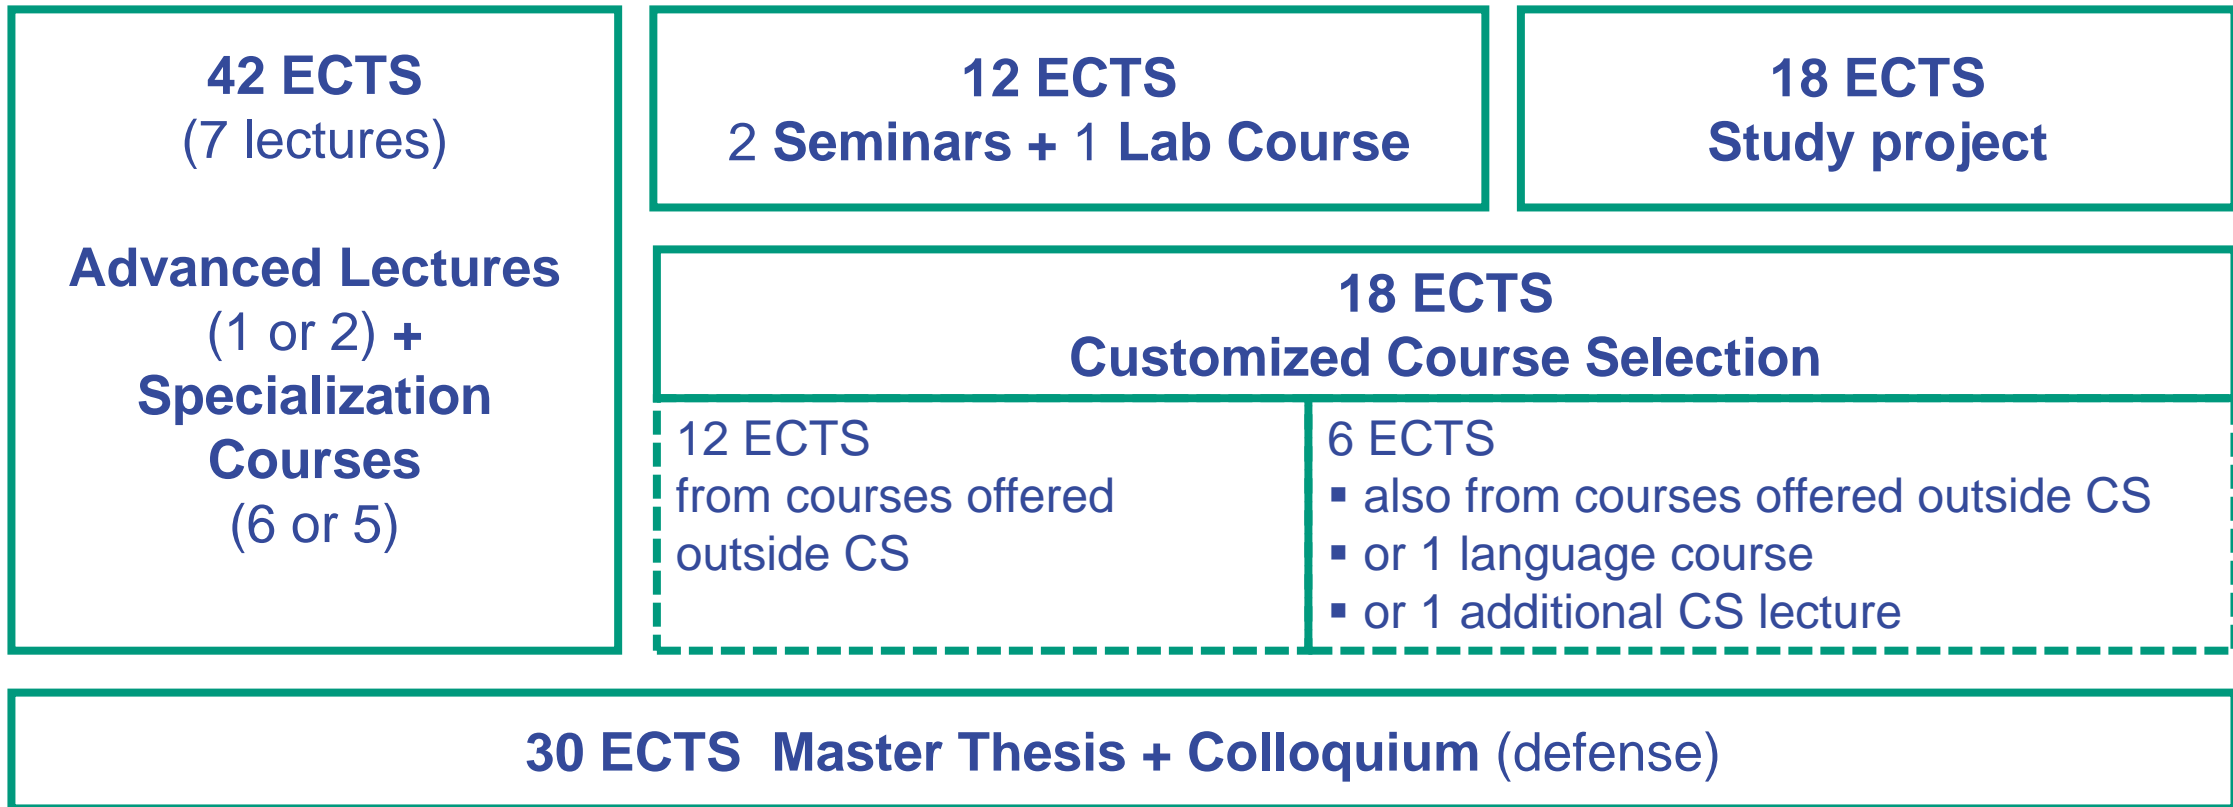 42 ECTS
(7 lectures)
Advanced Lectures
(1 or 2) +
Specialization
Courses
(6 or 5)
12 ECTS
2 Seminars + 1 Lab Course
18 ECTS
Study project
18 ECTS
Customized Course Selection
12 ECTS
from courses offered
outside CS
6 ECTS
▪ also from courses offered outside CS
▪ or 1 language course
▪ or 1 additional CS lecture
30 ECTS Master Thesis + Colloquium (defense)